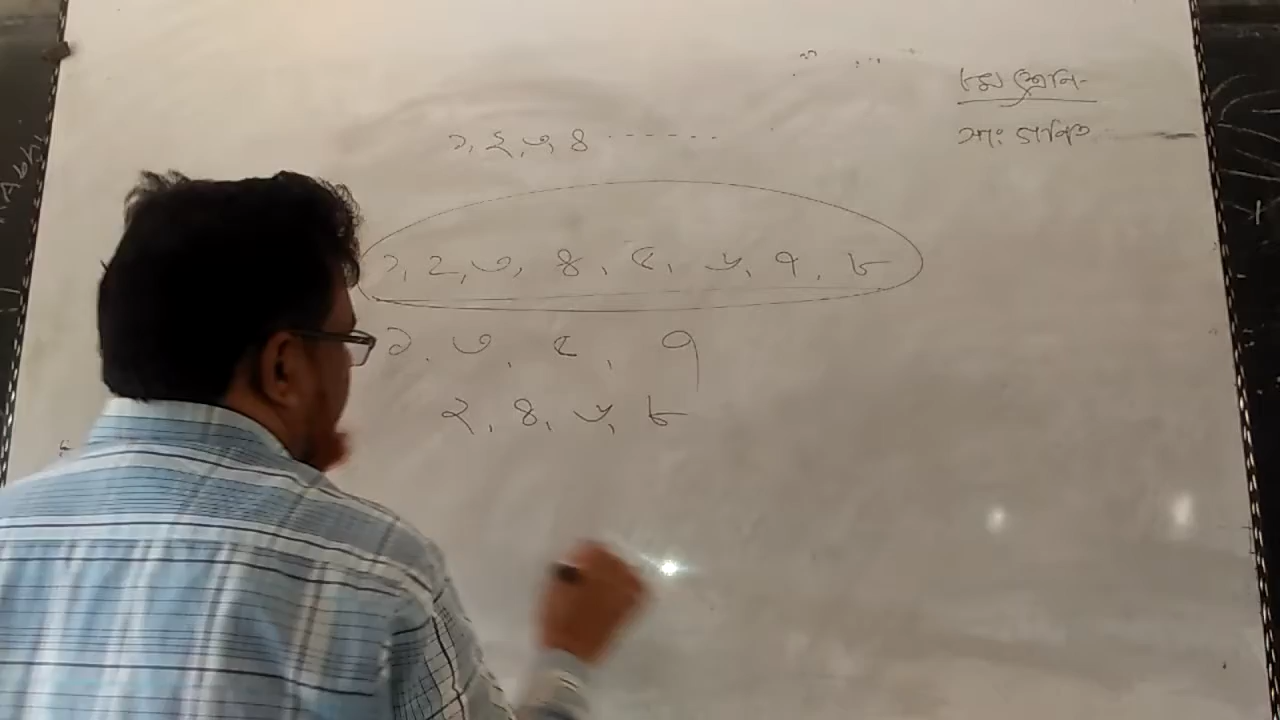 ৮ম শ্রেনি-
সা: গনিত
১, ২, ৩, ৪ - - - - - -
১, ২, ৩, ৪, ৫, ৬, ৭, ৮
১. ৩, ৫, ৭
২, ৪, ৬, ৮